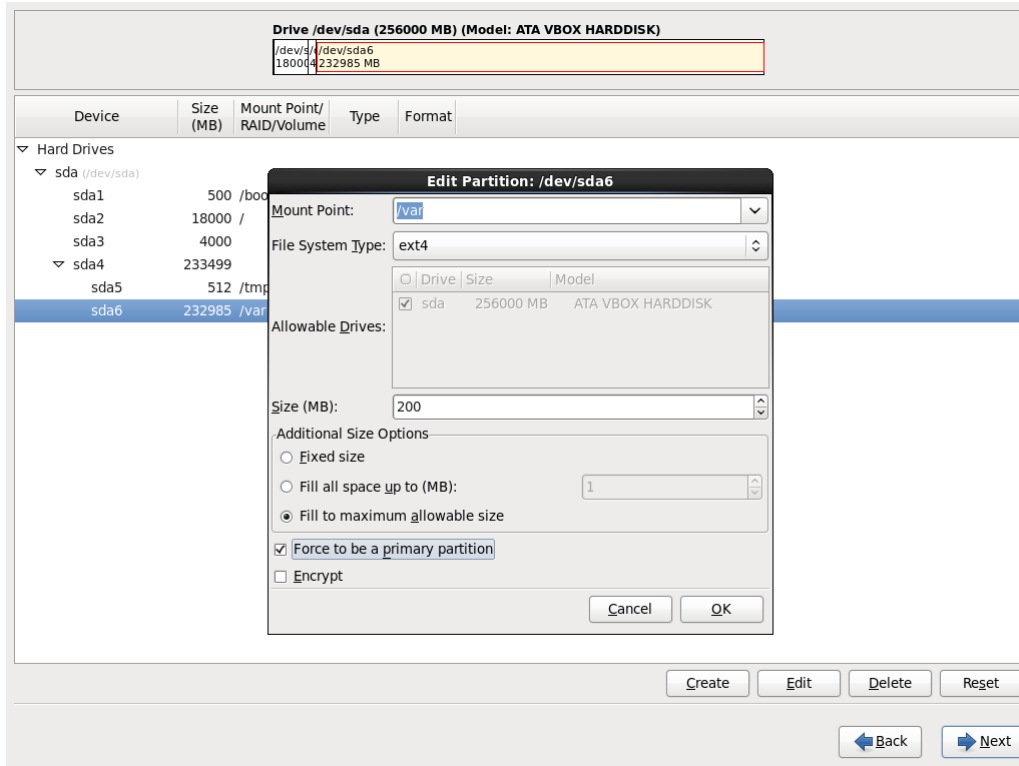 Drive /dev/sda (256000 MB) (Model: ATA VBOX HARDDISK)
/dev/s /dev/sda6
18000 4 232985 MB
Device Size (MB) Mount Point/ RAID/Volume Type Format
Hard Drives
sda (/dev/sda)
sda1 500 /boo
sda2 18000 /
sda3 4000
sda4 233499
sda5 512 /tmp
sda6 232985 /var
Edit Partition: /dev/sda6
Mount Point: /var
File System Type: ext4
Allowable Drives:
Drive Size Model
sda 256000 MB ATA VBOX HARDDISK
Size (MB): 200
Additional Size Options
Fixed size
Fill all space up to (MB): 1
Fill to maximum allowable size
Force to be a primary partition
Encrypt
Cancel OK
Create Edit Delete Reset
Back Next